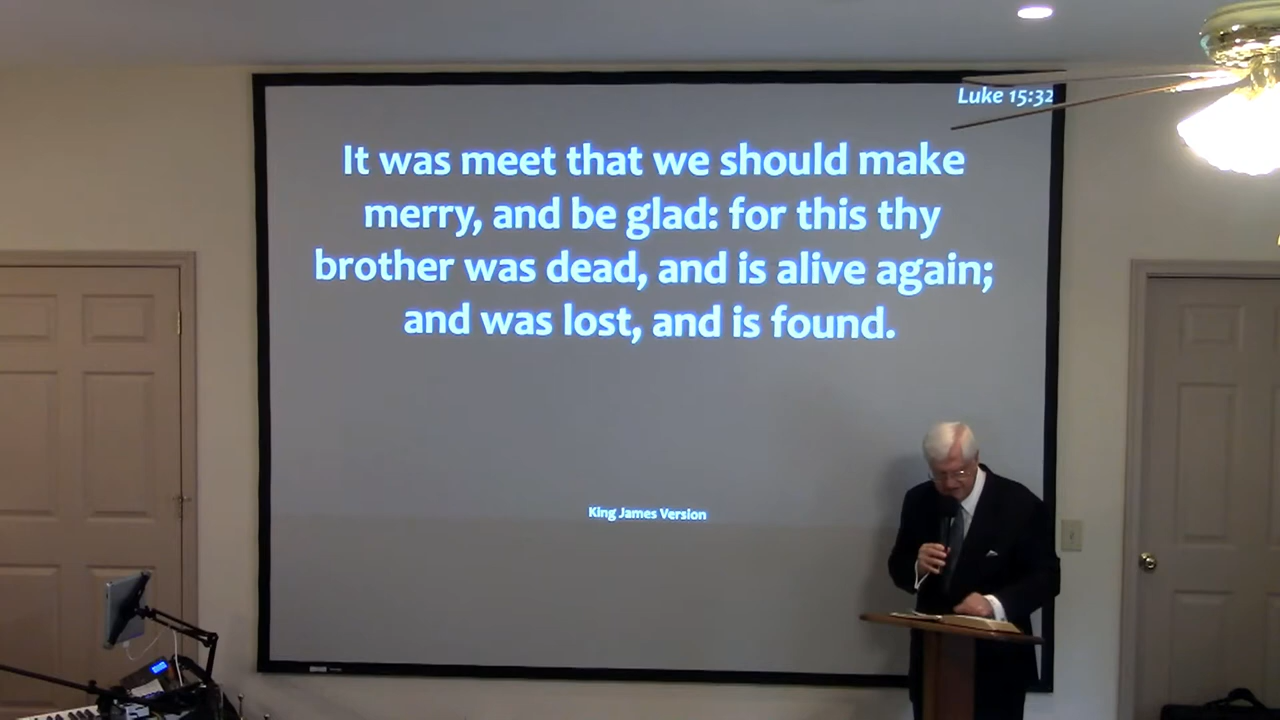 Luke 15:32
It was meet that we should make
merry, and be glad: for this thy
brother was dead, and is alive again;
and was lost, and is found.
King James Version